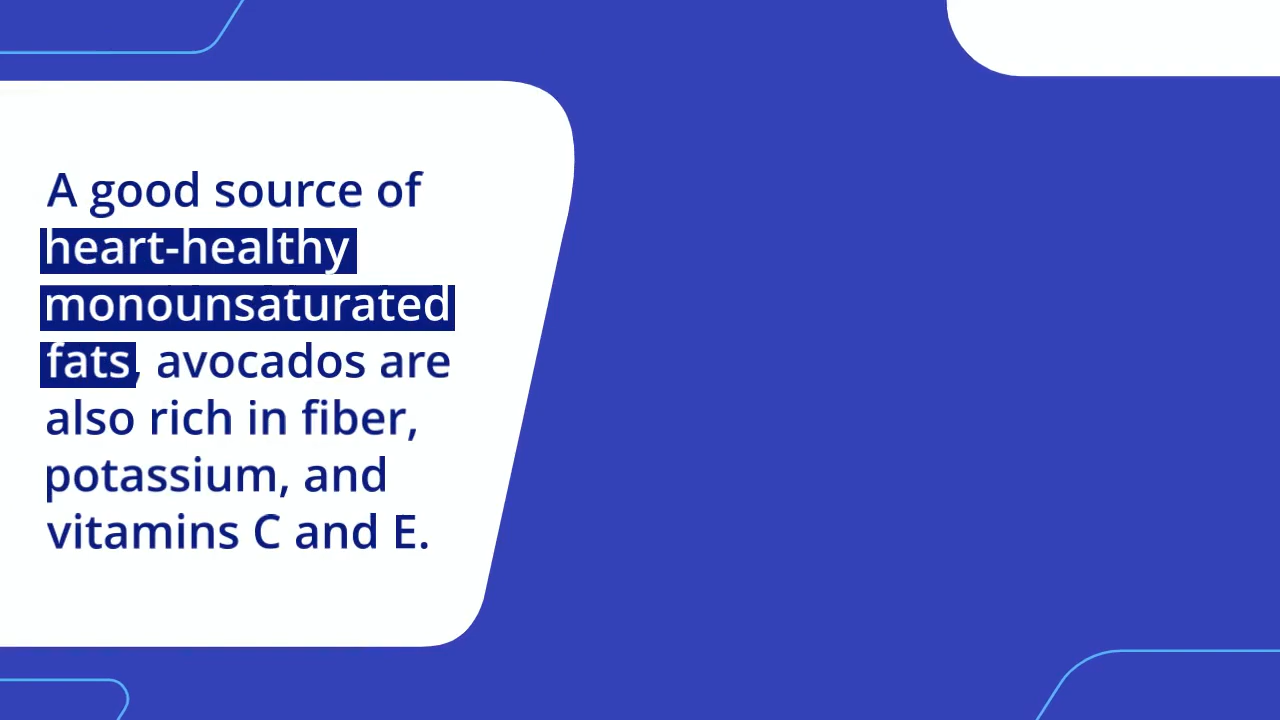 A good source of
heart-healthy
monounsaturated
fats, avocados are
also rich in fiber,
potassium, and
vitamins C and E.